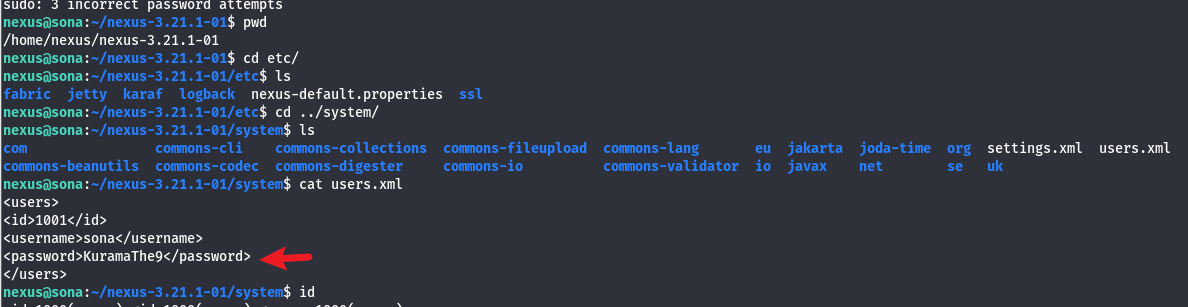 sudo: 3 incorrect password attempts
nexus@sona:~/nexus-3.21.1-01$ pwd
/home/nexus/nexus-3.21.1-01
nexus@sona:~/nexus-3.21.1-01$ cd etc/
nexus@sona:~/nexus-3.21.1-01/etc$ ls
fabric jetty karaf logback nexus-default.properties ssl
nexus@sona:~/nexus-3.21.1-01/etc$ cd ../system/
nexus@sona:~/nexus-3.21.1-01/system$ ls
com commons-cli commons-collections commons-fileupload commons-lang eu jakarta joda-time org settings.xml users.xml
commons-beanutils commons-codec commons-digester commons-io commons-validator io javax net se uk
nexus@sona:~/nexus-3.21.1-01/system$ cat users.xml
<users>
<id>1001</id>
<username>sona</username>
<password>KuramaThe9</password>
</users>
nexus@sona:~/nexus-3.21.1-01/system$ id